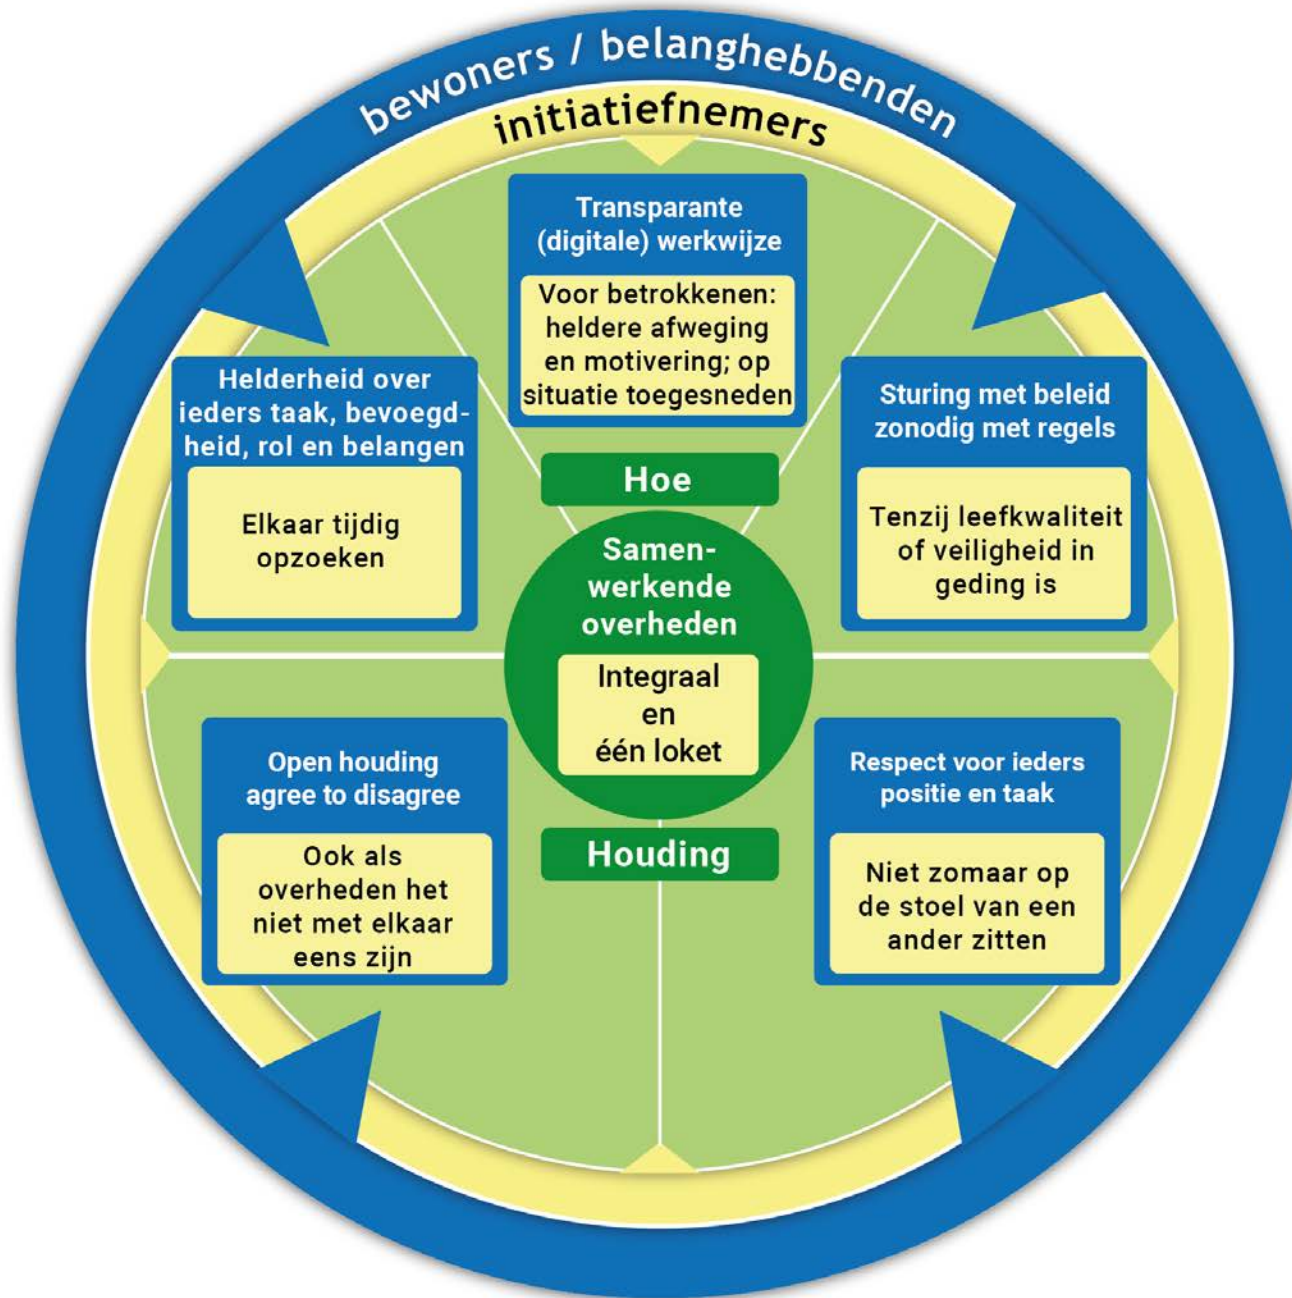 bewoners / belanghebbenden
initiatiefnemers
Transparante
(digitale) werkwijze
Voor betrokkenen:
heldere afweging
en motivering; op
situatie toegesneden
Helderheid over
ieders taak, bevoegd-
heid, rol en belangen
Elkaar tijdig
opzoeken
Sturing met beleid
zonodig met regels
Tenzij leefkwaliteit
of veiligheid in
geding is
Hoe
Samen-
werkende
overheden
Integraal
en
één loket
Houding
Open houding
agree to disagree
Ook als
overheden het
niet met elkaar
eens zijn
Respect voor ieders
positie en taak
Niet zomaar op
de stoel van een
ander zitten